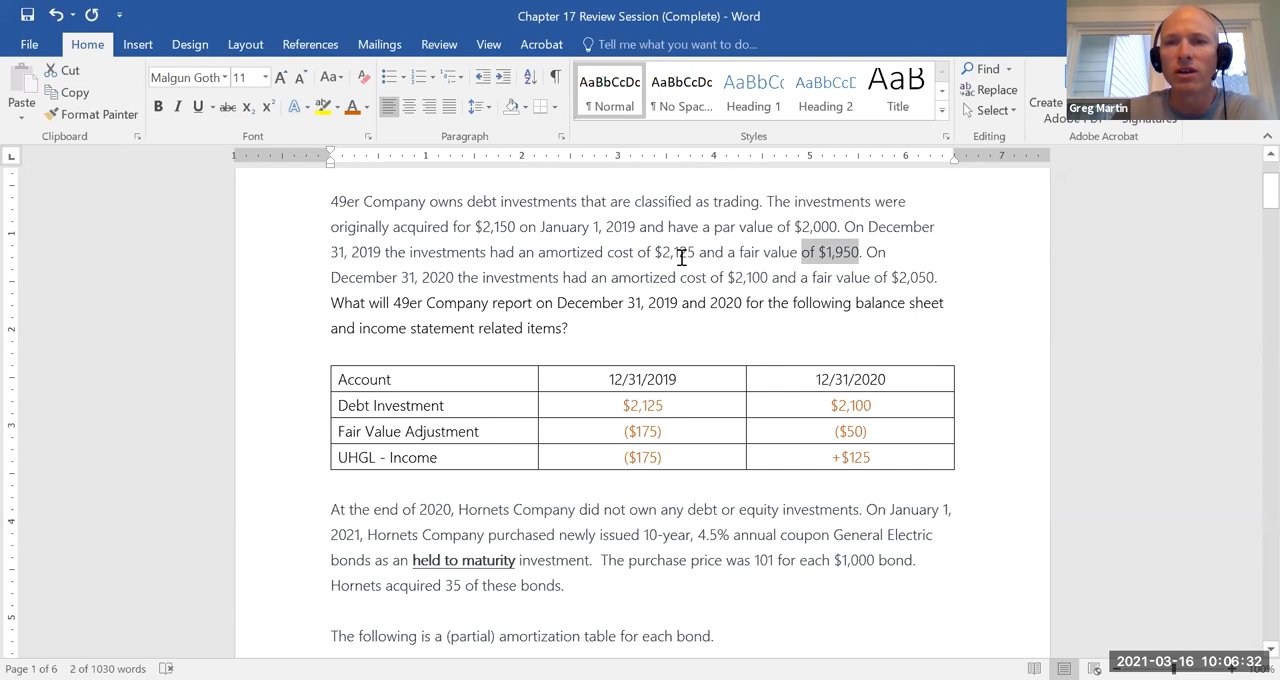 Chapter 17 Review Session (Complete) - Word
File Home Insert Design Layout References Mailings Review View Acrobat Tell me what you want to do...
Paste
Cut
Copy
Format Painter
Clipboard
Malgun Goth 11
Font
Paragraph
AaBbCcDc AaBbCcDc AaBbCc AaBbCcD AaB
¶ Normal ¶ No Spac... Heading 1 Heading 2 Title
Styles
Find
Replace
Select
Editing
Create
Adobe Acrobat
Greg Martin
1 1 2 3 4 5 6 7
49er Company owns debt investments that are classified as trading. The investments were
originally acquired for $2,150 on January 1, 2019 and have a par value of $2,000. On December
31, 2019 the investments had an amortized cost of $2,125 and a fair value of $1,950. On
December 31, 2020 the investments had an amortized cost of $2,100 and a fair value of $2,050.
What will 49er Company report on December 31, 2019 and 2020 for the following balance sheet
and income statement related items?
Account 12/31/2019 12/31/2020
Debt Investment $2,125 $2,100
Fair Value Adjustment ($175) ($50)
UHGL - Income ($175) +$125
At the end of 2020, Hornets Company did not own any debt or equity investments. On January 1,
2021, Hornets Company purchased newly issued 10-year, 4.5% annual coupon General Electric
bonds as an held to maturity investment. The purchase price was 101 for each $1,000 bond.
Hornets acquired 35 of these bonds.
The following is a (partial) amortization table for each bond.
Page 1 of 6 2 of 1030 words
2021-03-16 10:06:32